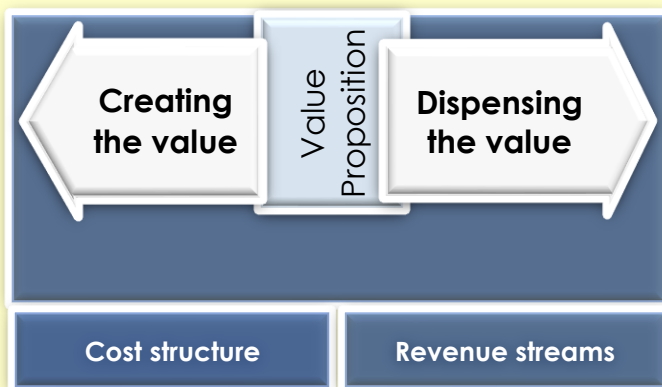 Creating
the value
Value
Proposition
Dispensing
the value
Cost structure
Revenue streams